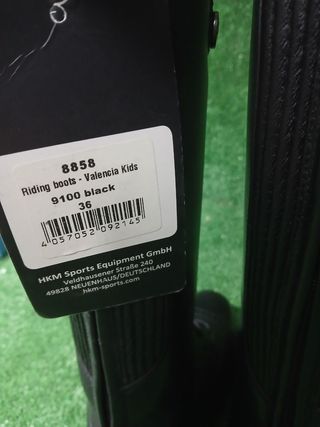 8858
Riding boots - Valencia Kids
9100 black
36
4 057052 092145
HKM Sports Equipment GmbH
Veldhausener Straße 240
49828 NEUENHAUS/DEUTSCHLAND
hkm-sports.com